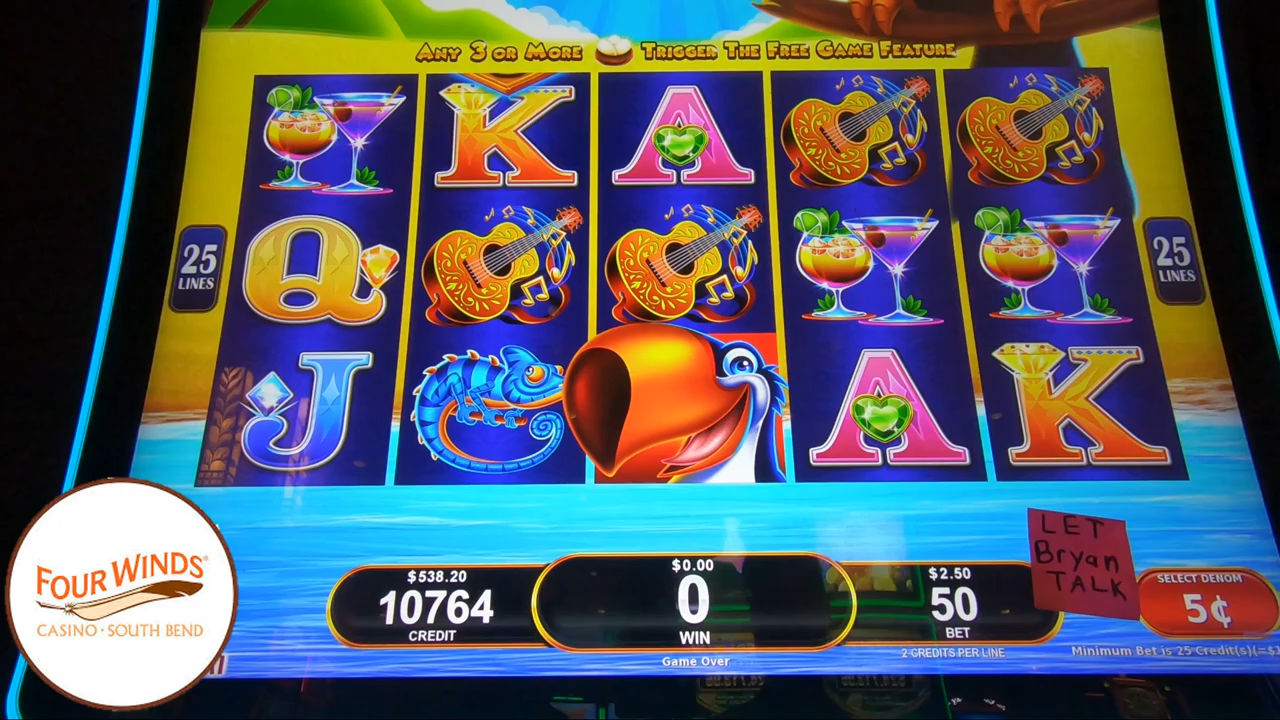 ANY 3 OR MORE TRIGGER THE FREE GAME FEATURE
K
A
25
LINES
Q
25
LINES
J
A
K
LET
Bryan
TALK
$538.20
10764
CREDIT
$0.00
0
WIN
Game Over
$2.50
50
BET
2 CREDITS PER LINE
SELECT DENOM
5¢
Minimum Bet is 25 Credit(s)(=$
FOUR WINDS®
CASINO · SOUTH BEND